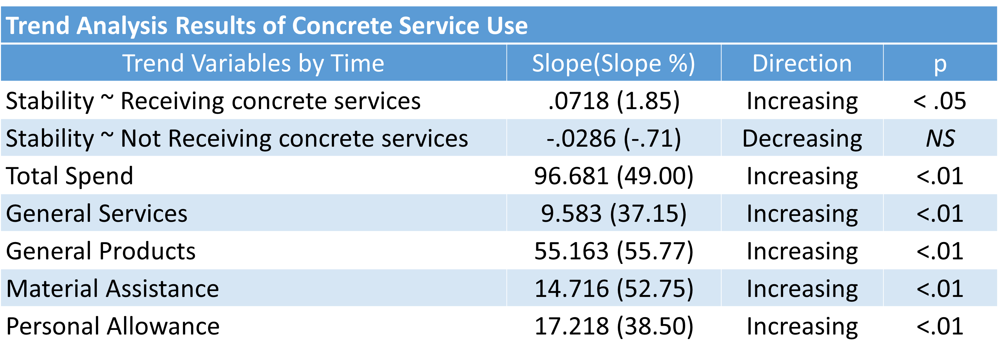 Trend Analysis Results of Concrete Service Use
Trend Variables by Time Slope(Slope %) Direction p
Stability ~ Receiving concrete services .0718 (1.85) Increasing < .05
Stability ~ Not Receiving concrete services -.0286 (-.71) Decreasing NS
Total Spend 96.681 (49.00) Increasing <.01
General Services 9.583 (37.15) Increasing <.01
General Products 55.163 (55.77) Increasing <.01
Material Assistance 14.716 (52.75) Increasing <.01
Personal Allowance 17.218 (38.50) Increasing <.01